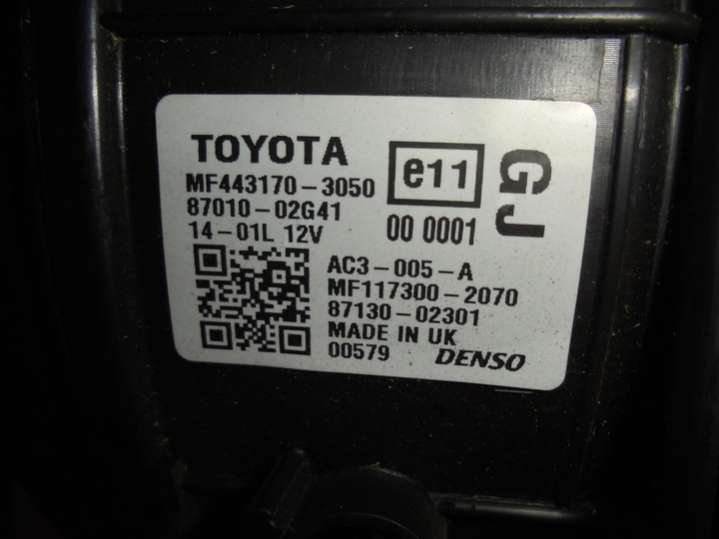 TOYOTA
MF443170-3050
87010-02G41
14-01L 12V
e11
00 0001
GJ
AC3-005-A
MF117300-2070
87130-02301
MADE IN UK
00579 DENSO